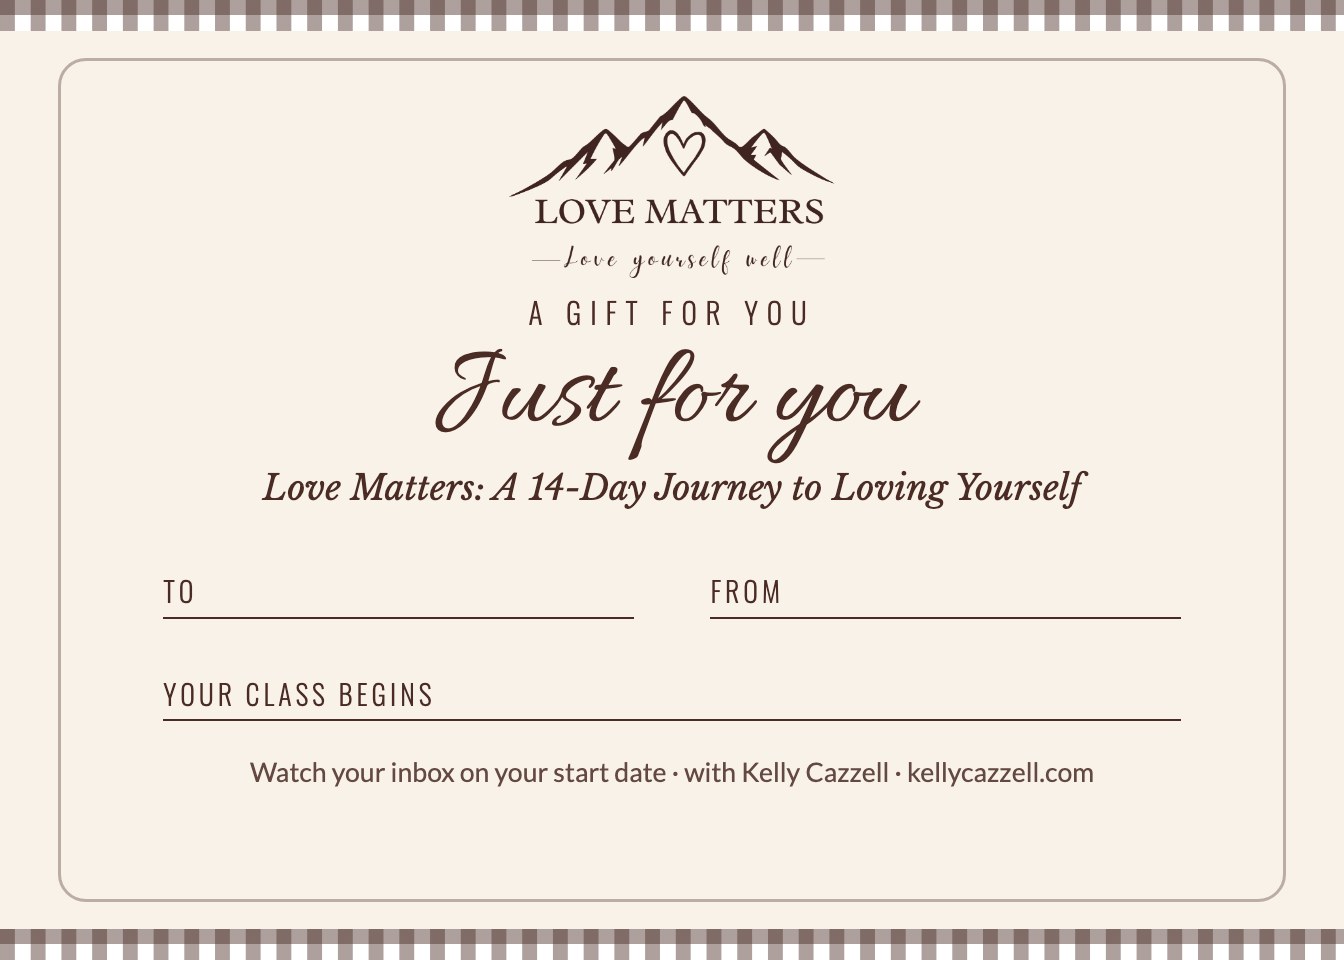 LOVE MATTERS
Love yourself well
A GIFT FOR YOU
Just for you
Love Matters: A 14-Day Journey to Loving Yourself
TO
FROM
YOUR CLASS BEGINS
Watch your inbox on your start date · with Kelly Cazzell · kellycazzell.com